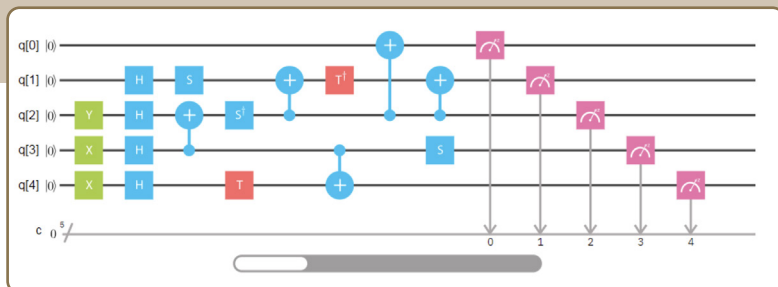 q[0] |0⟩
q[1] |0⟩ H S + T† +
q[2] |0⟩ Y H + S†
q[3] |0⟩ X H S
q[4] |0⟩ X H T +
c 0 5
0 1 2 3 4